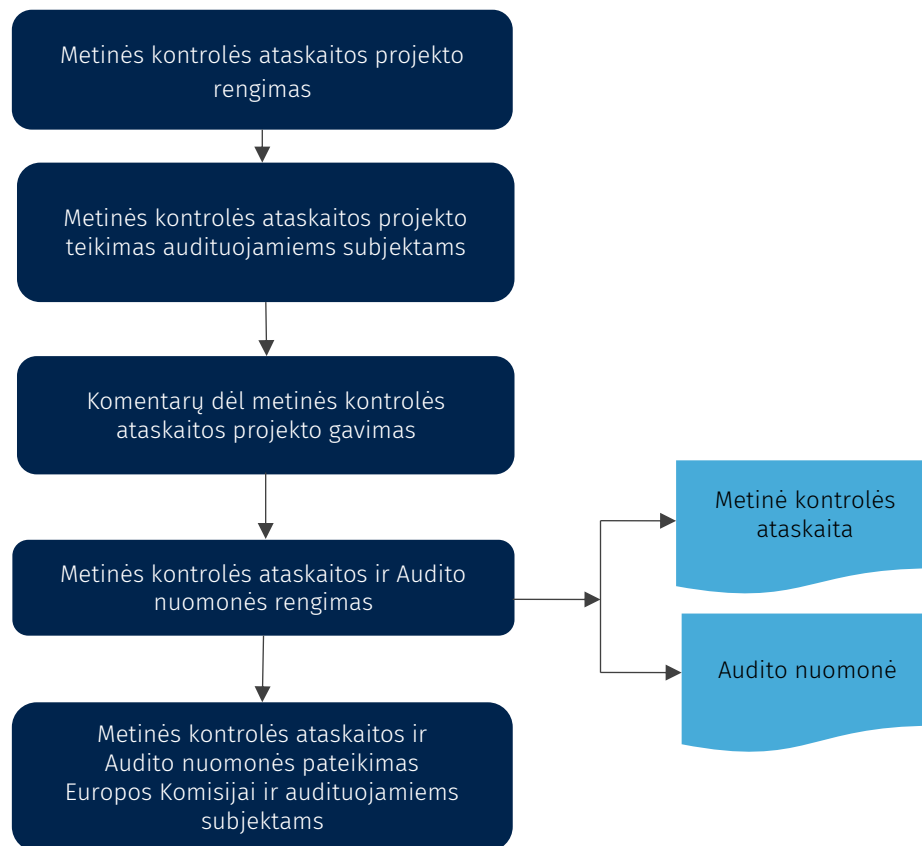 Metinės kontrolės ataskaitos projekto
rengimas
Metinės kontrolės ataskaitos projekto
teikimas audituojamiems subjektams
Komentarų dėl metinės kontrolės
ataskaitos projekto gavimas
Metinės kontrolės ataskaitos ir Audito
nuomonės rengimas
Metinė kontrolės
ataskaita
Audito nuomonė
Metinės kontrolės ataskaitos ir
Audito nuomonės pateikimas
Europos Komisijai ir audituojamiems
subjektams